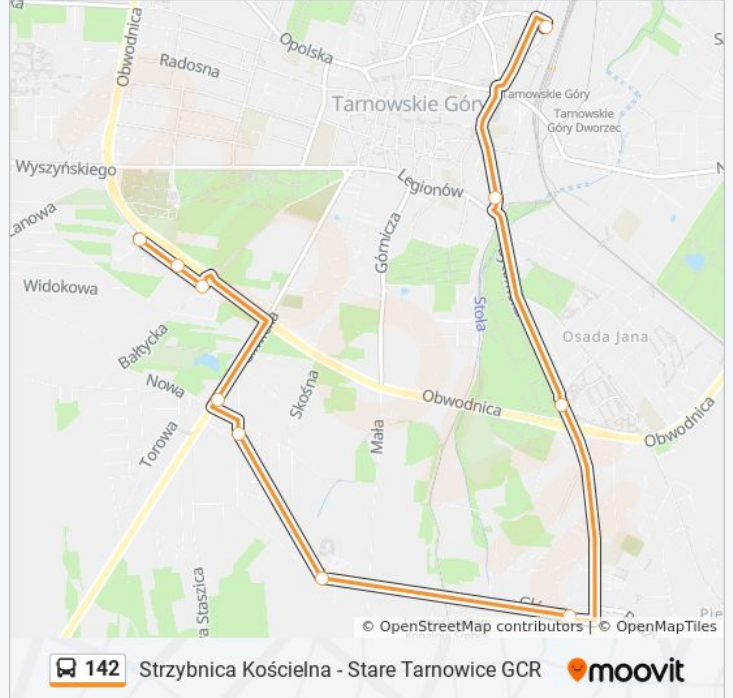 Obwodnica
Opolska
Radosna
Tarnowskie Góry
Tarnowskie Góry
Tarnowskie
Góry Dworzec
Wyszyńskiego
Legionów
Górnicza
Widokowa
Stoła
Osada Jana
Bałtycka
Nowa
Skośna
Obwodnica
Obwodnica
Torowa
Mała
Staszica
© OpenStreetMap contributors | © OpenMapTiles
142 Strzybnica Kościelna - Stare Tarnowice GCR moovit